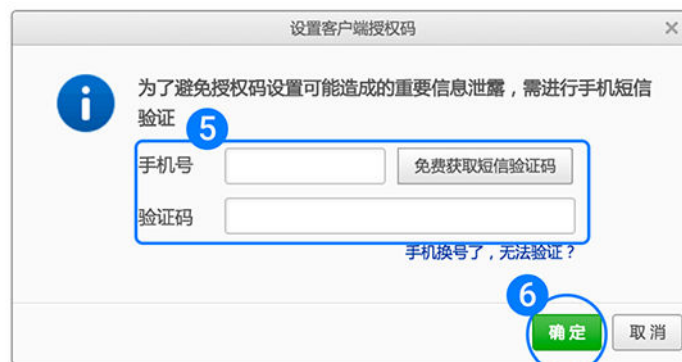 设置客户端授权码
为了避免授权码设置可能造成的重要信息泄露，需进行手机短信
验证
5
手机号 免费获取短信验证码
验证码
手机换号了，无法验证？
6
确定 取消